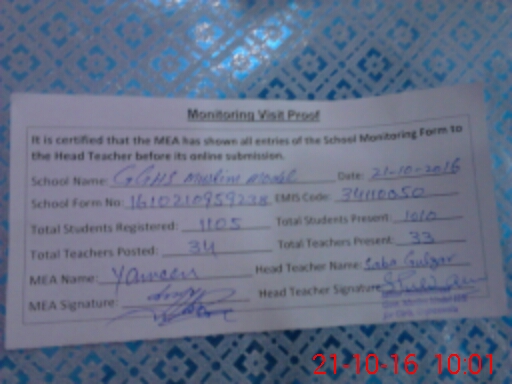 Monitoring Visit Proof
It is certified that the MEA has shown all entries of the School Monitoring Form to
the Head Teacher before its online submission.
School Name: GGHS Muslim Model Date: 21-10-2016
School Form No: EMIS Code: 34110050
Total Students Registered: 1105 Total Students Present: 1010
Total Teachers Posted: 34 Total Teachers Present: 33
MEA Name: Yameen Head Teacher Name: Saba Gulzar
MEA Signature: Head Teacher Signature:
21-10-16 10:01